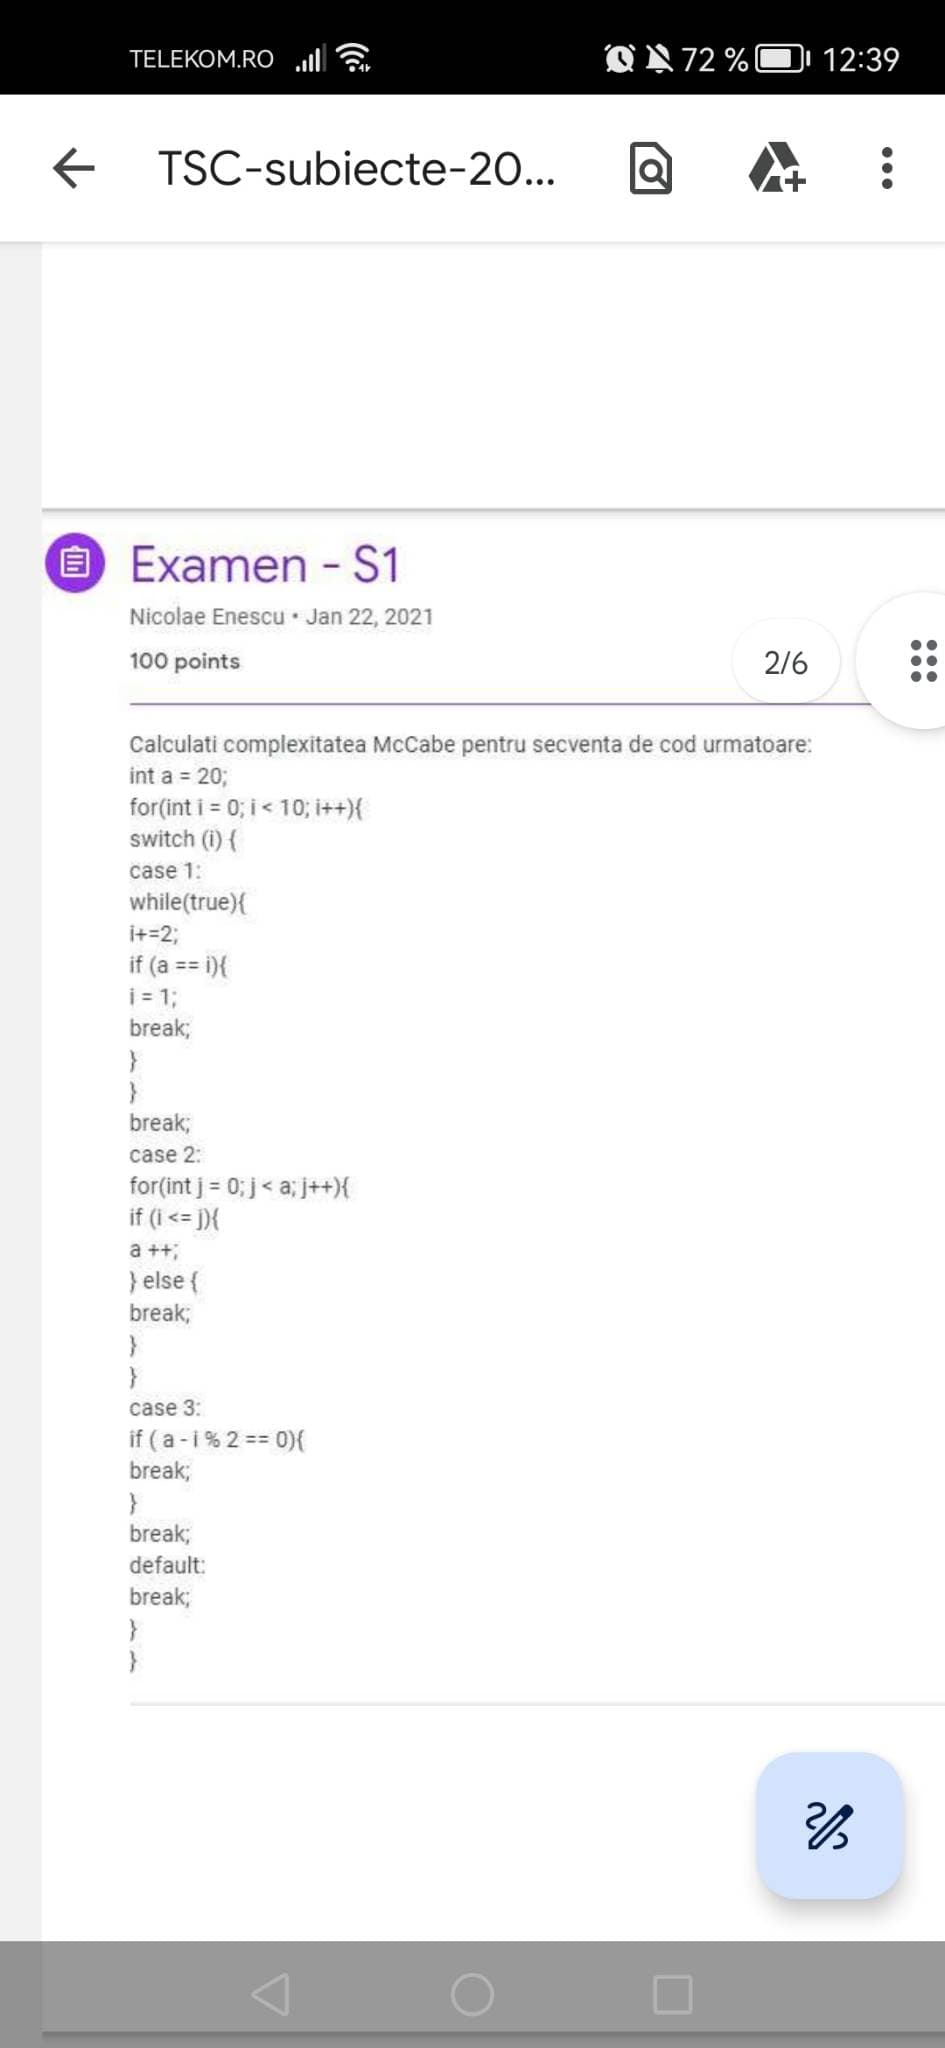 TELEKOM.RO 72 % 12:39
TSC-subiecte-20...
Examen - S1
Nicolae Enescu • Jan 22, 2021
100 points
2/6
Calculati complexitatea McCabe pentru secventa de cod urmatoare:
int a = 20;
for(int i = 0; i < 10; i++){
switch (i) {
case 1:
while(true){
i+=2;
if (a == i){
i = 1;
break;
}
}
break;
case 2:
for(int j = 0; j < a; j++){
if (i <= j){
a ++;
} else {
break;
}
}
case 3:
if ( a - i % 2 == 0){
break;
}
break;
default:
break;
}
}